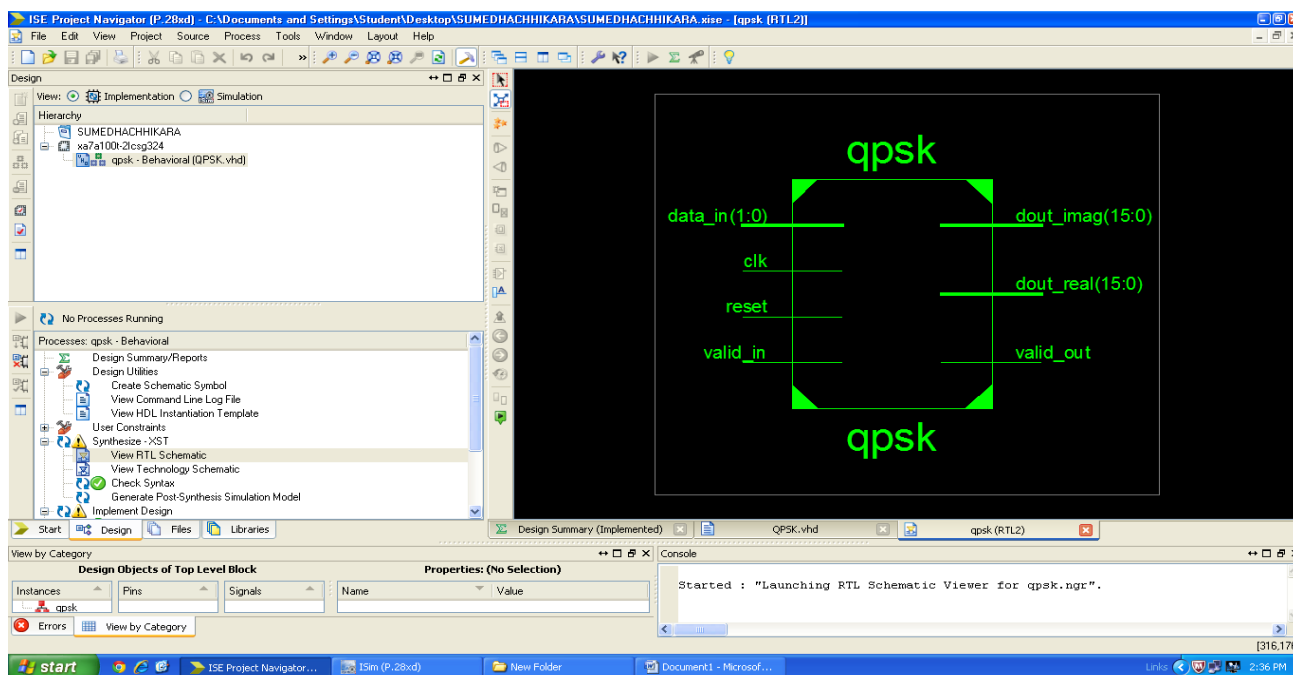 ISE Project Navigator (P.28xd) - C:\Documents and Settings\Student\Desktop\SUMEDHACHHIKARA\SUMEDHACHHIKARA.xise - [qpsk (RTL2)]
File Edit View Project Source Process Tools Window Layout Help
Design
View: Implementation Simulation
Hierarchy
SUMEDHACHHIKARA
xa7a100t-2lcsg324
qpsk - Behavioral (QPSK.vhd)
No Processes Running
Processes: qpsk - Behavioral
Design Summary/Reports
Design Utilities
Create Schematic Symbol
View Command Line Log File
View HDL Instantiation Template
User Constraints
Synthesize - XST
View RTL Schematic
View Technology Schematic
Check Syntax
Generate Post-Synthesis Simulation Model
Implement Design
Start Design Files Libraries
qpsk
data_in(1:0) dout_imag(15:0)
clk
dout_real(15:0)
reset
valid_in valid_out
qpsk
Design Summary (Implemented) QPSK.vhd qpsk (RTL2)
View by Category
Design Objects of Top Level Block Properties: (No Selection)
Instances Pins Signals Name Value
qpsk
Errors View by Category
Console
Started : "Launching RTL Schematic Viewer for qpsk.ngr".
[316,176
start ISE Project Navigator... ISim (P.28xd) New Folder Document1 - Microsof... Links 2:36 PM